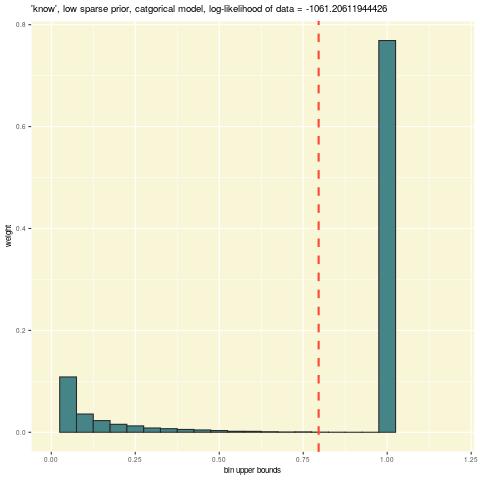 'know', low sparse prior, catgorical model, log-likelihood of data = -1061.20611944426
0.8
0.6
0.4
0.2
0.0
weight
0.00 0.25 0.50 0.75 1.00 1.25
bin upper bounds